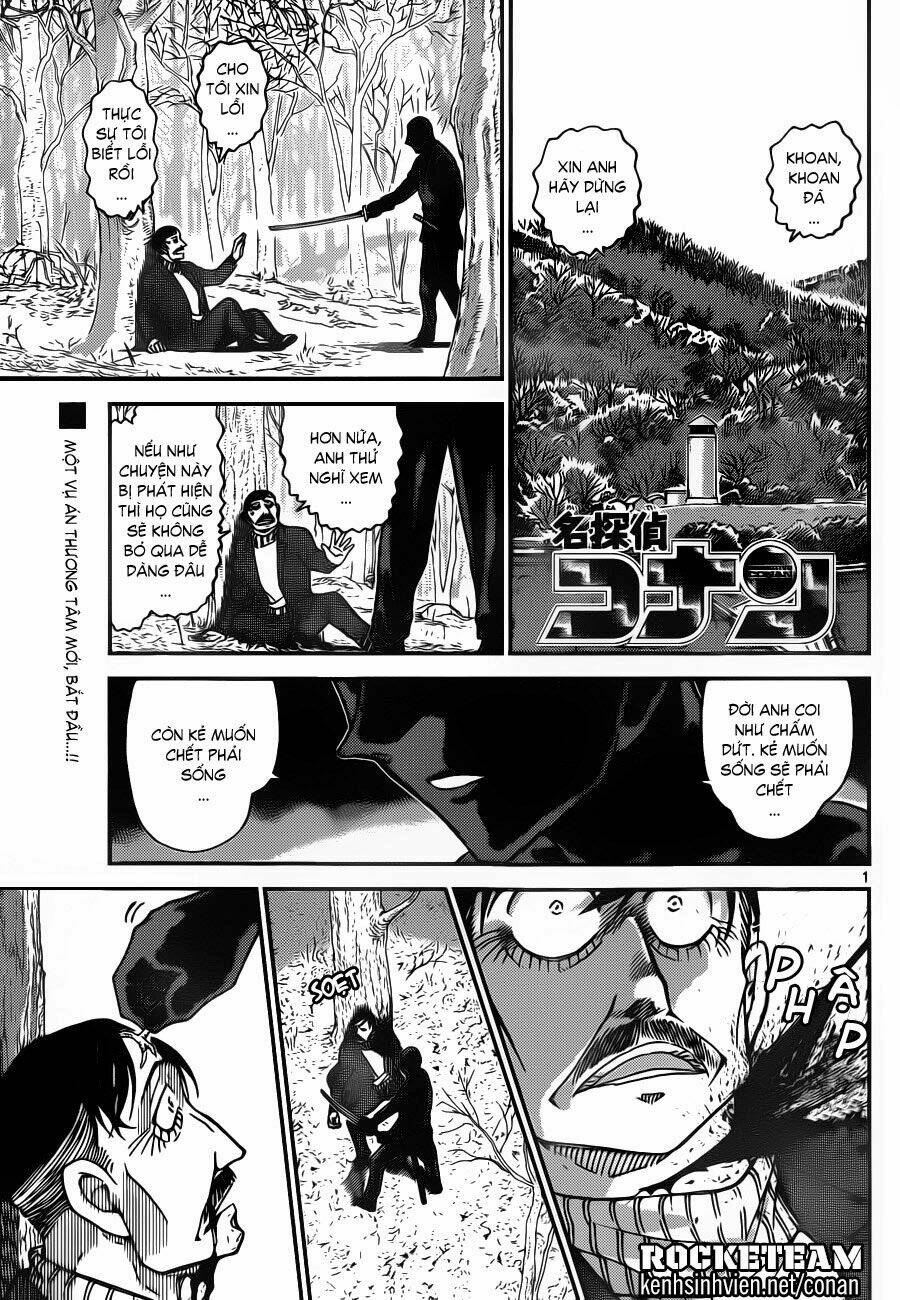 KHOAN,
KHOAN
ĐÃ
...
XIN ANH
HÃY DỪNG
LẠI
...
名探偵
コナン
CONAN
CHO
TÔI XIN
LỖI
...
THỰC
SỰ TÔI
BIẾT LỖI
RỒI
...
HƠN NỮA,
ANH THỬ
NGHĨ XEM
...
NẾU NHƯ
CHUYỆN NÀY
BỊ PHÁT HIỆN
THÌ HỌ CŨNG
SẼ KHÔNG
BỎ QUA DỄ
DÀNG ĐÂU
...
MỘT VỤ ÁN THƯƠNG TÂM MỚI, BẮT ĐẦU...!!
ĐỜI ANH COI
NHƯ CHẤM
DỨT. KẺ MUỐN
SỐNG SẼ PHẢI
CHẾT
...
CÒN KẺ MUỐN
CHẾT PHẢI
SỐNG
...
1
PHẬP
SOẸT
ROCKETEAM
kenhsinhvien.net/conan